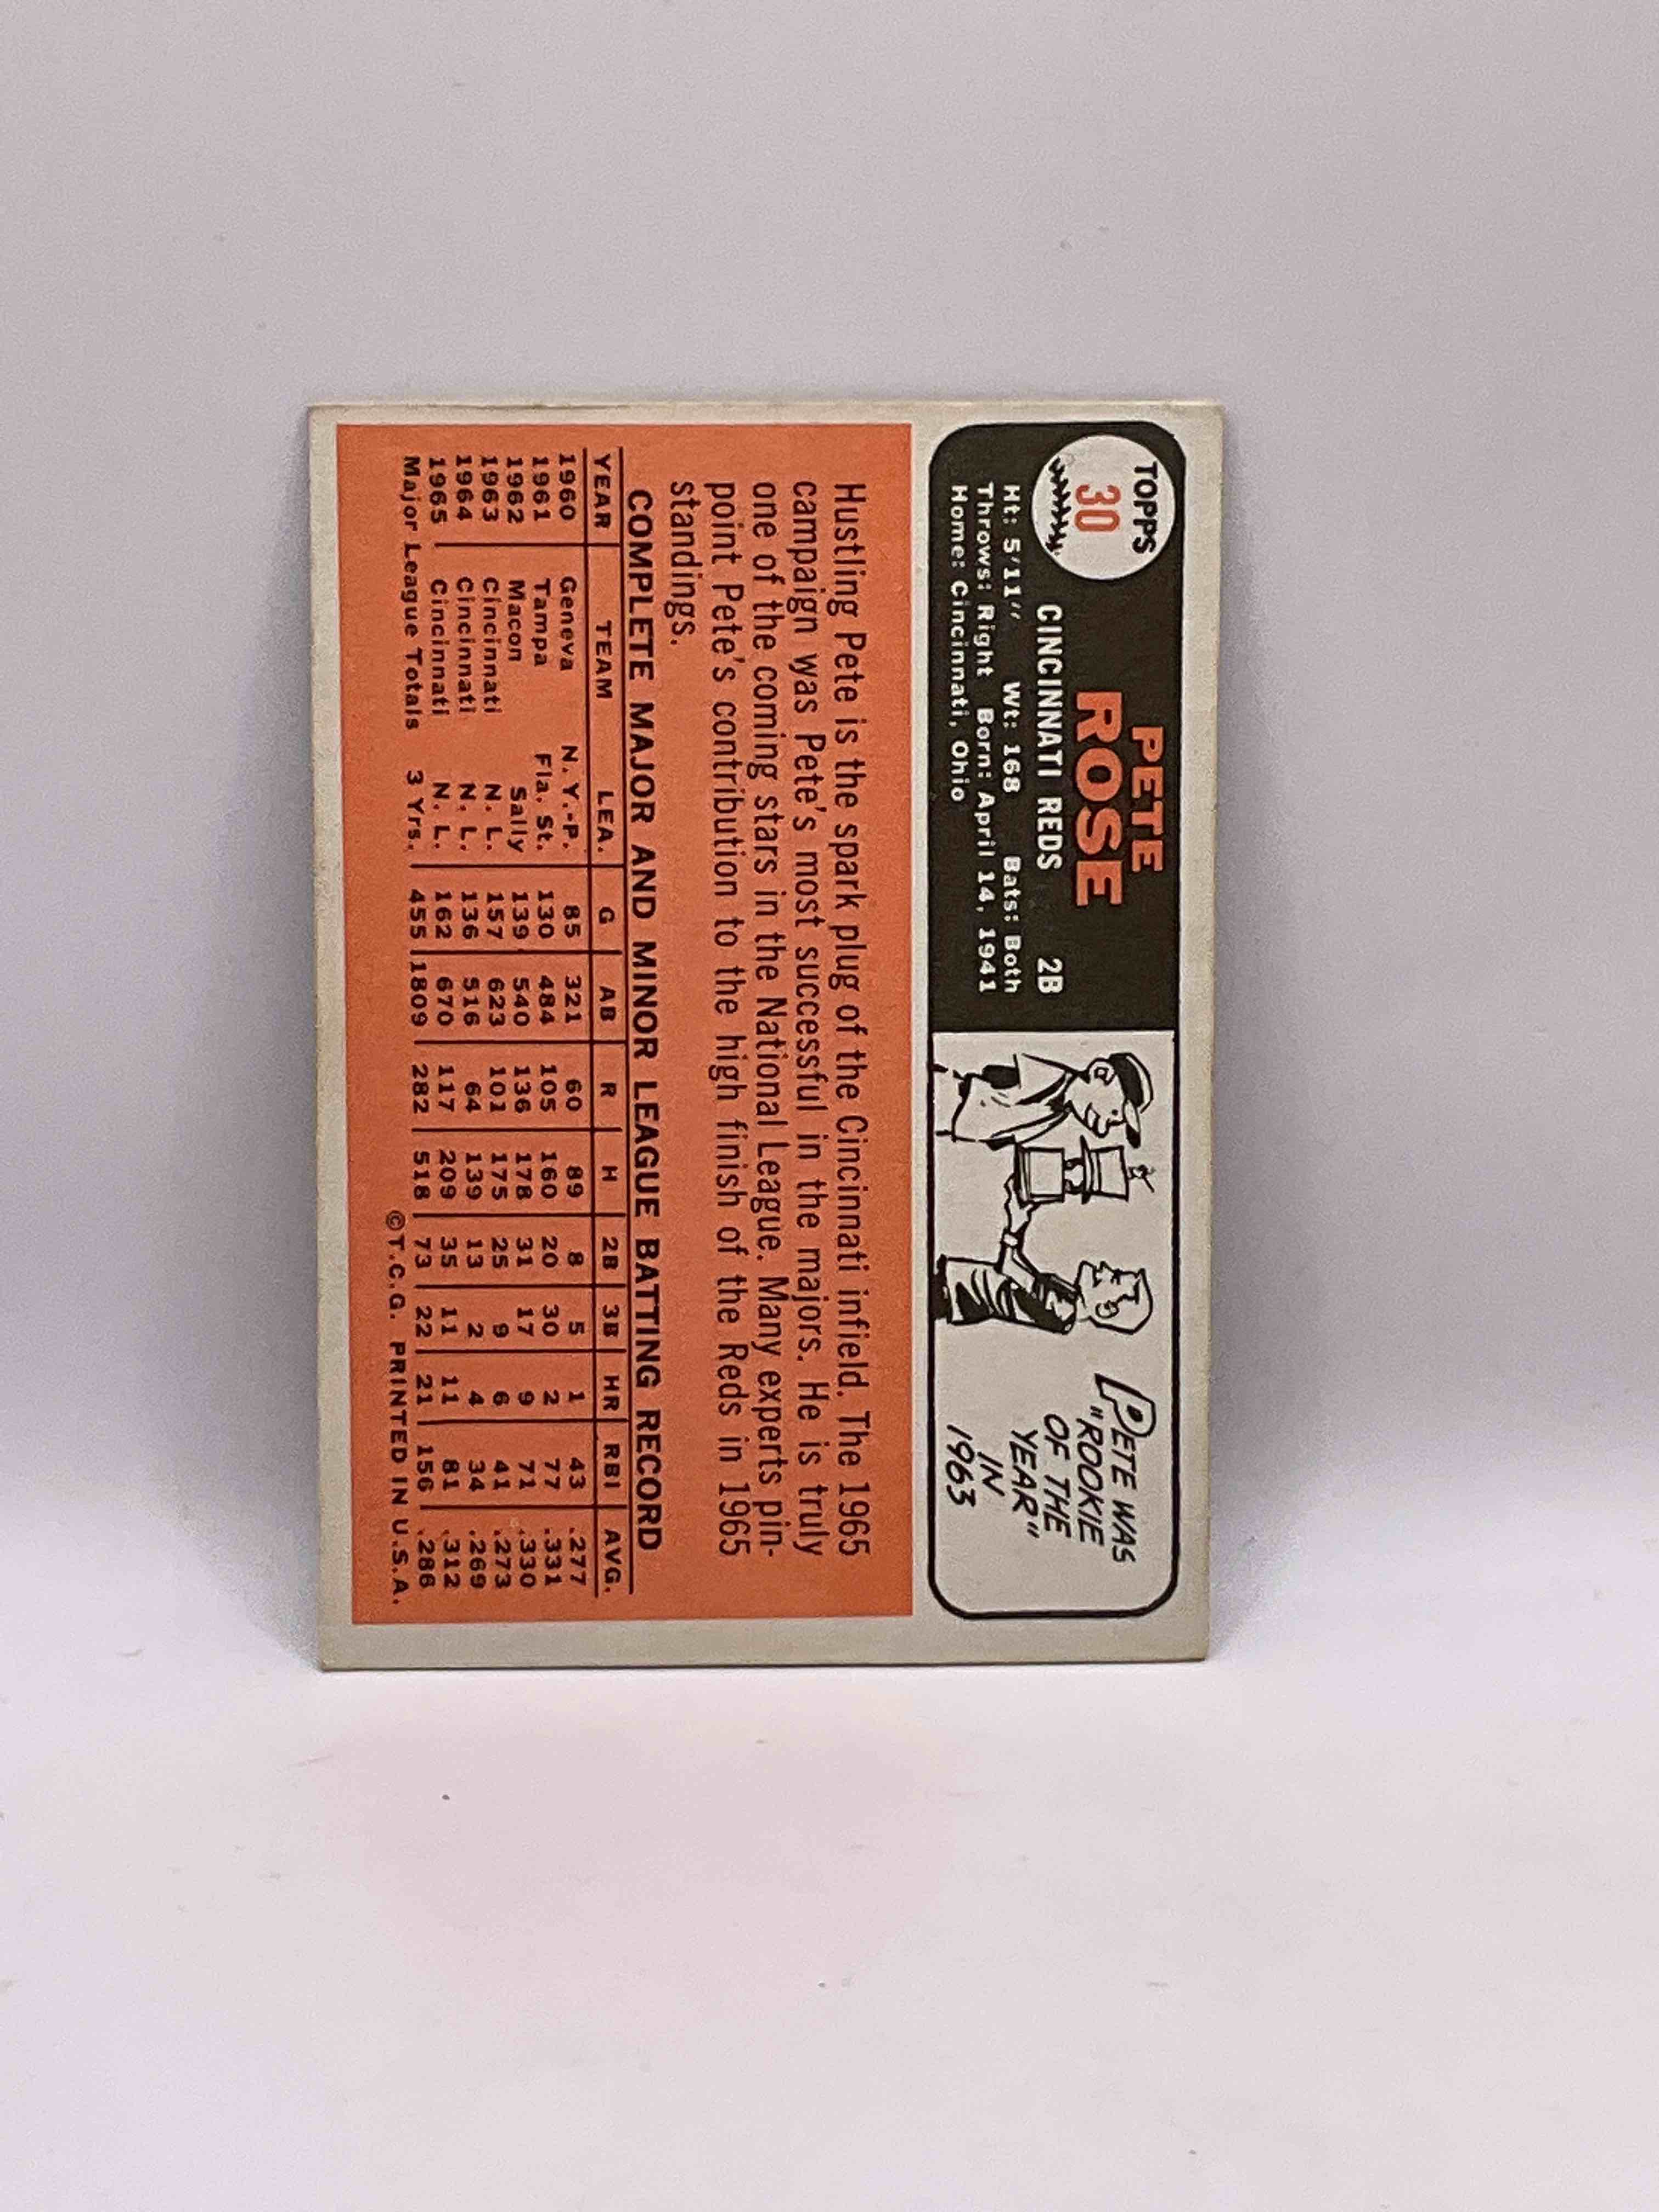 TOPPS
30
PETE
ROSE
CINCINNATI REDS 2B
Ht: 5'11" Wt: 168 Bats: Both
Throws: Right Born: April 14, 1941
Home: Cincinnati, Ohio
PETE WAS
"ROOKIE
OF THE
YEAR"
IN
1963
Hustling Pete is the spark plug of the Cincinnati infield. The 1965
campaign was Pete's most successful in the majors. He is truly
one of the coming stars in the National League. Many experts pin-
point Pete's contribution to the high finish of the Reds in 1965
standings.
COMPLETE MAJOR AND MINOR LEAGUE BATTING RECORD
YEAR TEAM LEA. G AB R H 2B 3B HR RBI AVG.
1960 Geneva N.Y.-P. 85 321 60 89 8 5 1 43 .277
1961 Tampa Fla. St. 130 484 105 160 20 30 2 77 .331
1962 Macon Sally 139 540 136 178 31 17 9 71 .330
1963 Cincinnati N. L. 157 623 101 175 25 9 6 41 .273
1964 Cincinnati N. L. 136 516 64 139 13 2 4 34 .269
1965 Cincinnati N. L. 162 670 117 209 35 11 11 81 .312
Major League Totals 3 Yrs. 455 1809 282 518 73 22 21 156 .286
©T.C.G. PRINTED IN U.S.A.